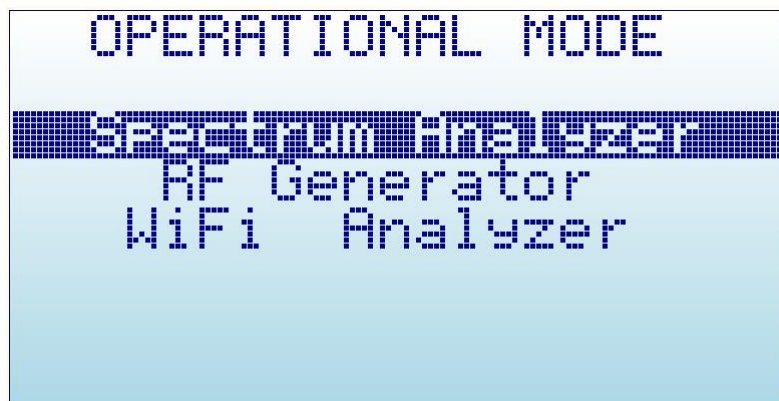 OPERATIONAL MODE
Spectrum Analyzer
RF Generator
WiFi Analyzer